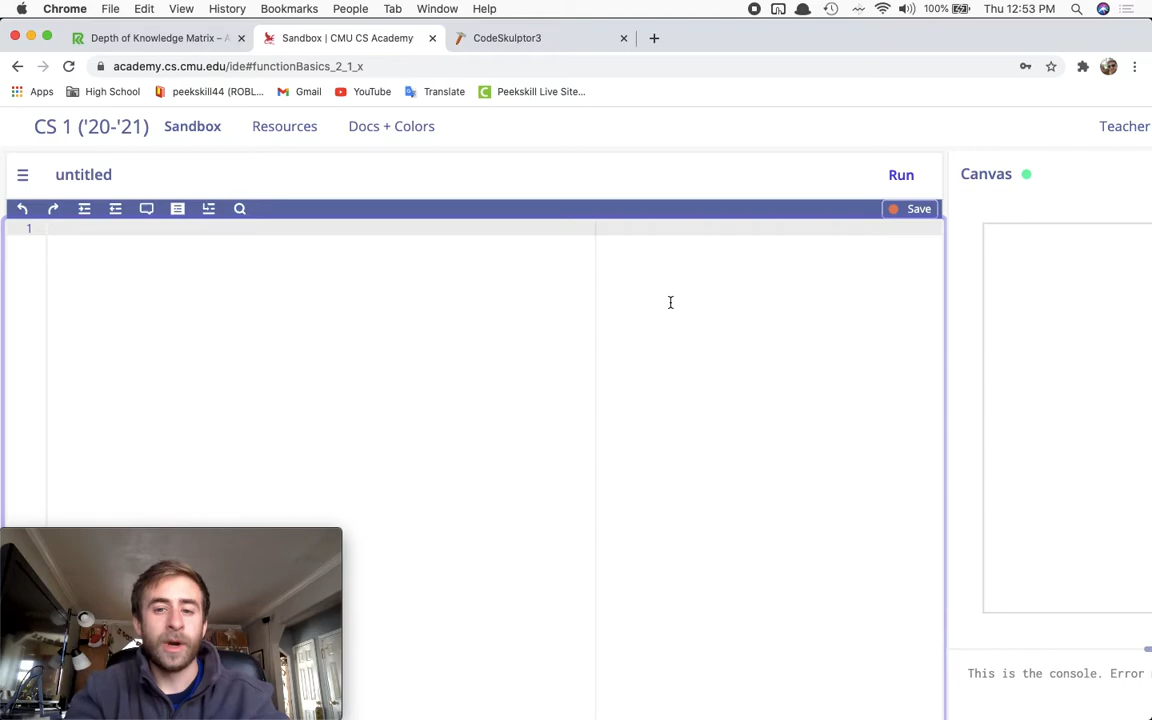 Chrome File Edit View History Bookmarks People Tab Window Help 100% Thu 12:53 PM
Depth of Knowledge Matrix – A Sandbox | CMU CS Academy CodeSkulptor3
academy.cs.cmu.edu/ide#functionBasics_2_1_x
Apps High School peekskill44 (ROBL... Gmail YouTube Translate Peekskill Live Site...
CS 1 ('20-'21) Sandbox Resources Docs + Colors Teacher
untitled Run Canvas
Save
1
This is the console. Error